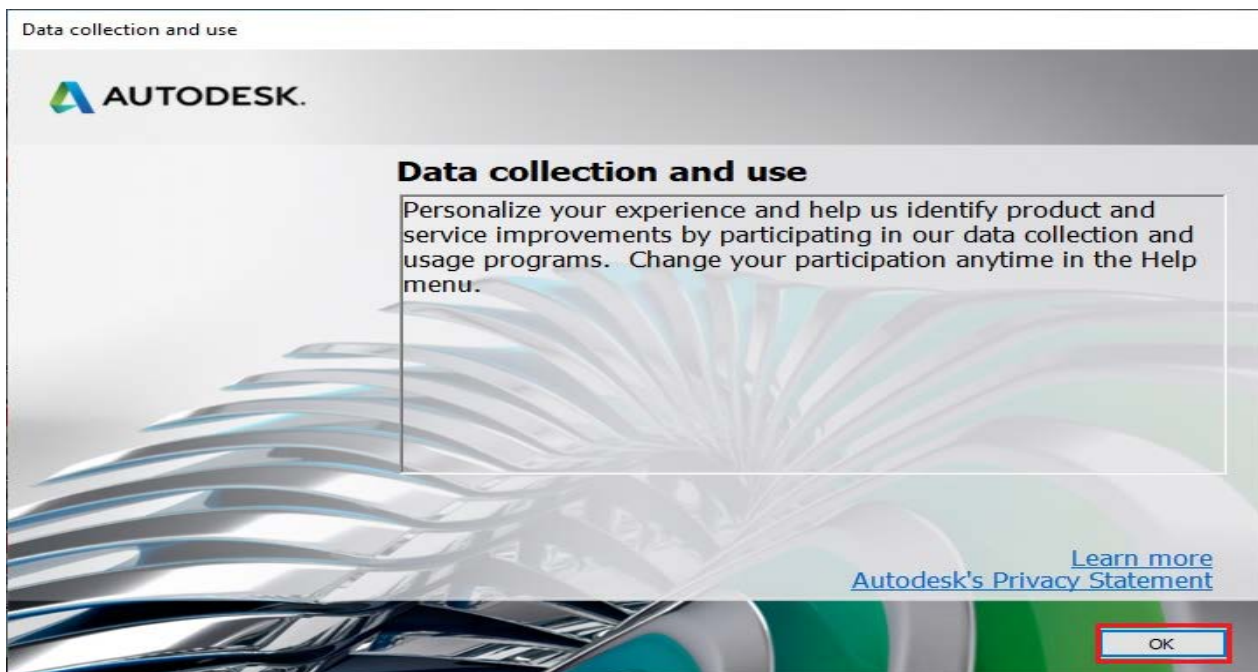 Data collection and use
AUTODESK.
Data collection and use
Personalize your experience and help us identify product and
service improvements by participating in our data collection and
usage programs.  Change your participation anytime in the Help
menu.
Learn more
Autodesk's Privacy Statement
OK